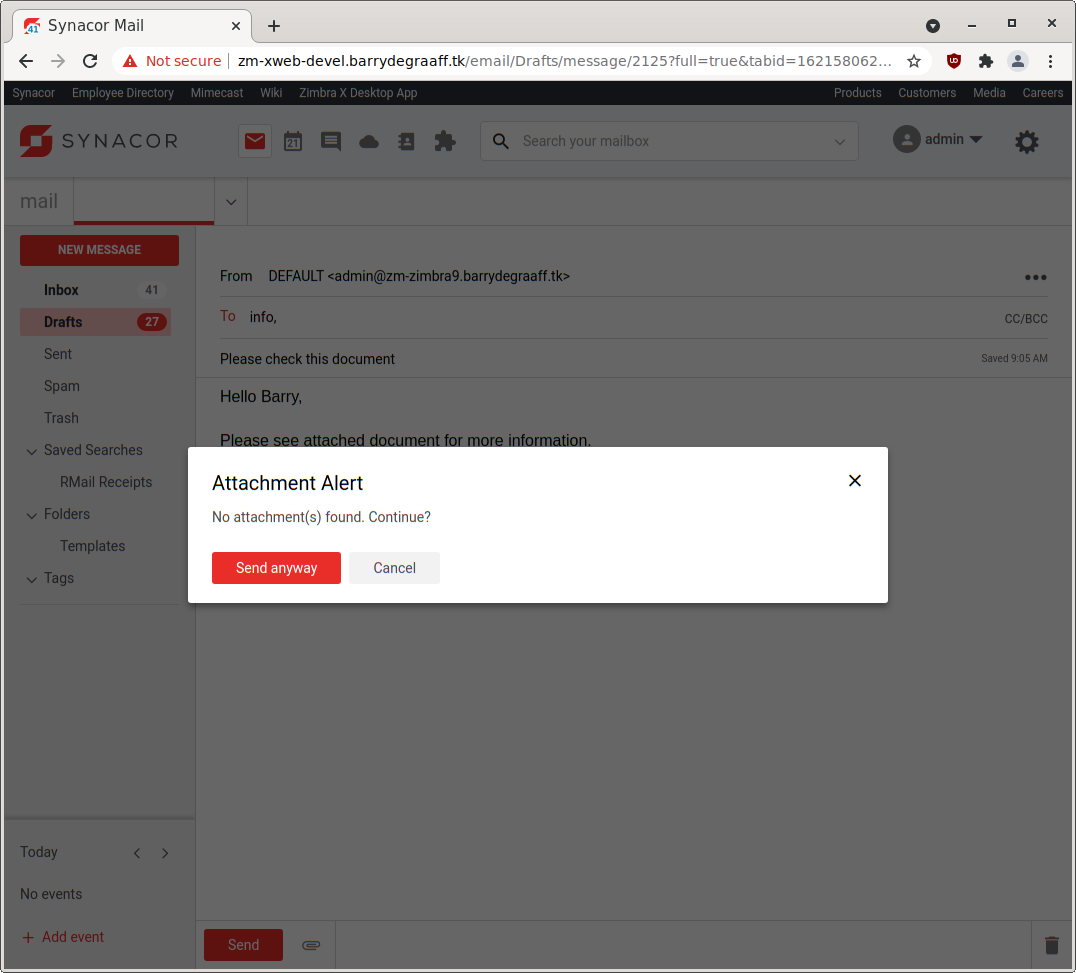 41 Synacor Mail
Not secure zm-xweb-devel.barrydegraaff.tk/email/Drafts/message/2125?full=true&tabid=162158062…
Synacor Employee Directory Mimecast Wiki Zimbra X Desktop App Products Customers Media Careers
SYNACOR 21 Search your mailbox admin
mail
NEW MESSAGE
Inbox 41
Drafts 27
Sent
Spam
Trash
Saved Searches
RMail Receipts
Folders
Templates
Tags
From DEFAULT <admin@zm-zimbra9.barrydegraaff.tk>
To info, CC/BCC
Please check this document Saved 9:05 AM
Hello Barry,
Please see attached document for more information.
Attachment Alert
No attachment(s) found. Continue?
Send anyway Cancel
Today
No events
+ Add event
Send